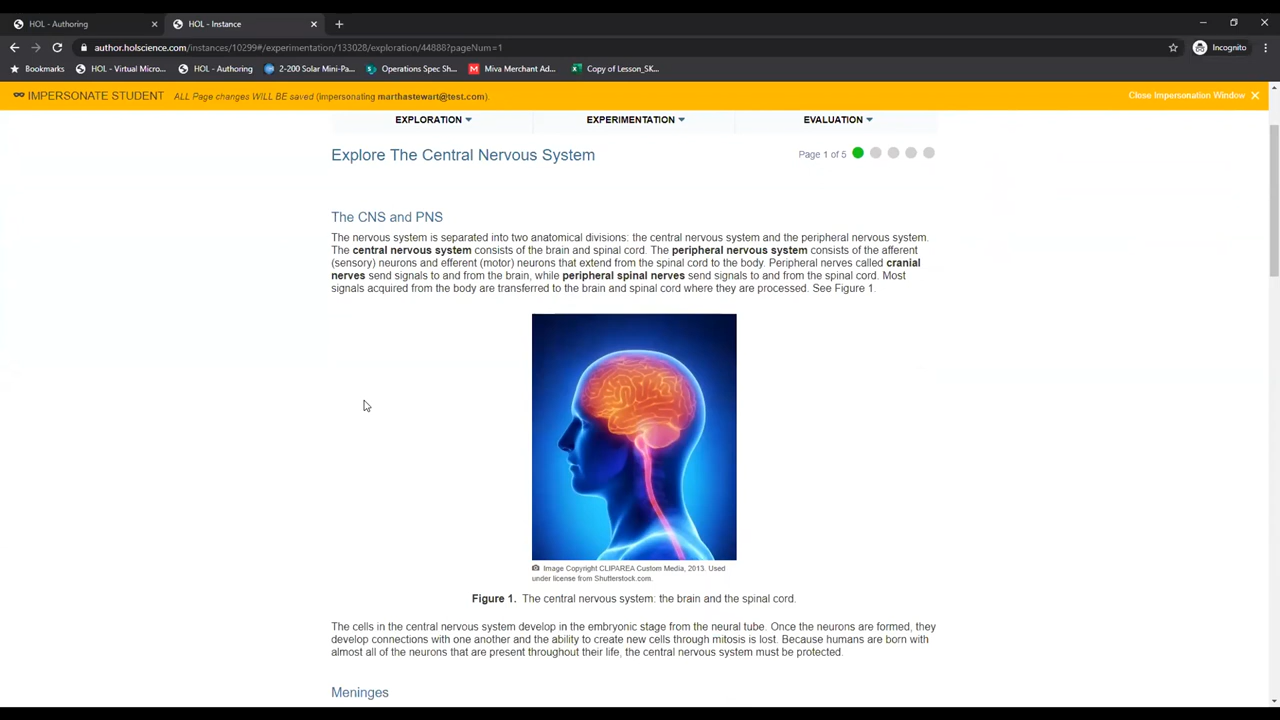 HOL - Authoring
HOL - Instance
author.holscience.com/instances/10299#/experimentation/133028/exploration/44888?pageNum=1
Incognito
Bookmarks
HOL - Virtual Micro...
HOL - Authoring
2-200 Solar Mini-Pa...
Operations Spec Sh...
Miva Merchant Ad...
Copy of Lesson_SK...
IMPERSONATE STUDENT ALL Page changes WILL BE saved (impersonating marthastewart@test.com).
Close Impersonation Window
EXPLORATION
EXPERIMENTATION
EVALUATION
Explore The Central Nervous System
Page 1 of 5
The CNS and PNS
The nervous system is separated into two anatomical divisions: the central nervous system and the peripheral nervous system.
The central nervous system consists of the brain and spinal cord. The peripheral nervous system consists of the afferent
(sensory) neurons and efferent (motor) neurons that extend from the spinal cord to the body. Peripheral nerves called cranial
nerves send signals to and from the brain, while peripheral spinal nerves send signals to and from the spinal cord. Most
signals acquired from the body are transferred to the brain and spinal cord where they are processed. See Figure 1.
Image Copyright CLIPAREA Custom Media, 2013. Used
under license from Shutterstock.com.
Figure 1. The central nervous system: the brain and the spinal cord.
The cells in the central nervous system develop in the embryonic stage from the neural tube. Once the neurons are formed, they
develop connections with one another and the ability to create new cells through mitosis is lost. Because humans are born with
almost all of the neurons that are present throughout their life, the central nervous system must be protected.
Meninges